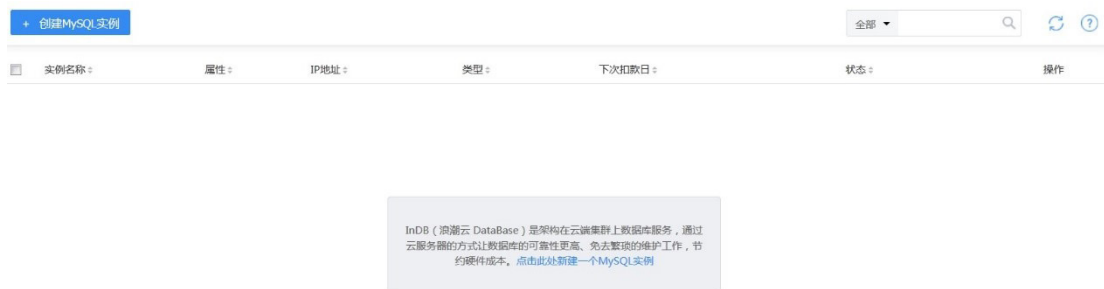 + 创建MySQL实例
全部
实例名称 属性 IP地址 类型 下次扣款日 状态 操作
InDB（浪潮云 DataBase）是架构在云端集群上数据库服务，通过
云服务器的方式让数据库的可靠性更高、免去繁琐的维护工作，节
约硬件成本。点击此处新建一个MySQL实例